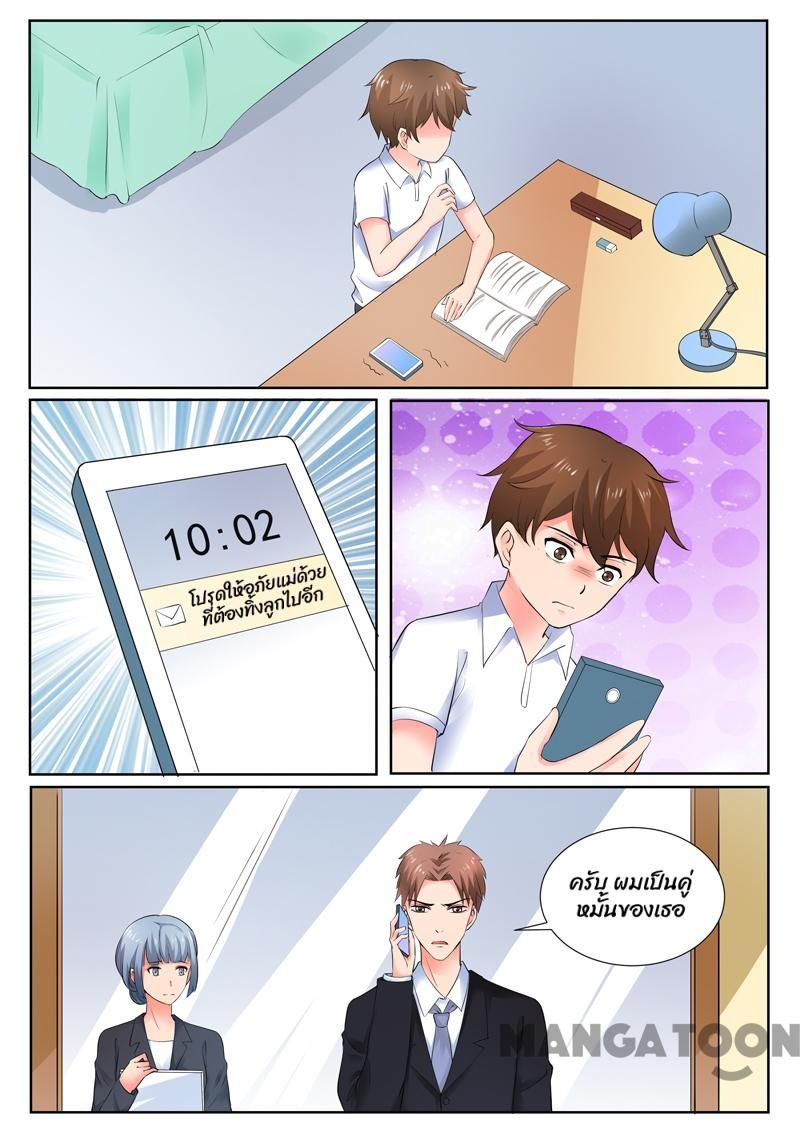 10:02
โปรดให้อภัยแม่ด้วย
ที่ต้องทิ้งลูกไปอีก
ครับ ผมเป็นคู่
หมั้นของเธอ
MANGATOON